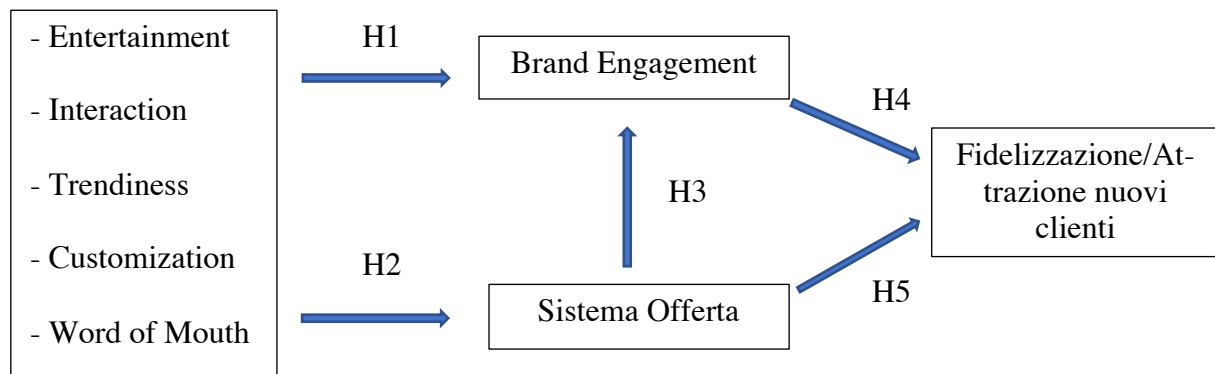 - Entertainment
- Interaction
- Trendiness
- Customization
- Word of Mouth
H1
H2
Brand Engagement
H3
Sistema Offerta
H4
H5
Fidelizzazione/At-
trazione nuovi
clienti